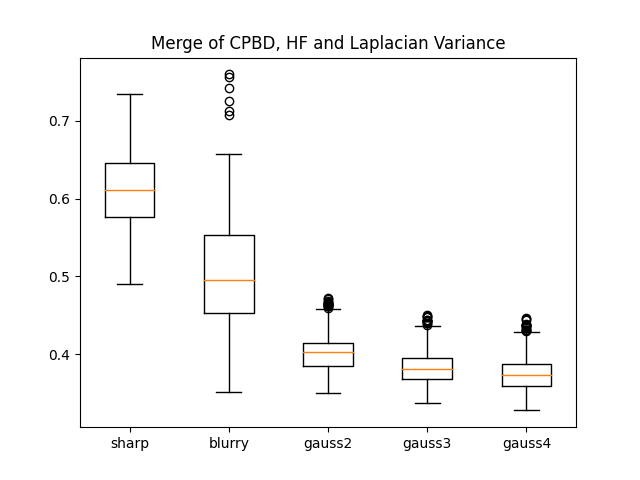 Merge of CPBD, HF and Laplacian Variance
0.7
0.6
0.5
0.4
sharp blurry gauss2 gauss3 gauss4